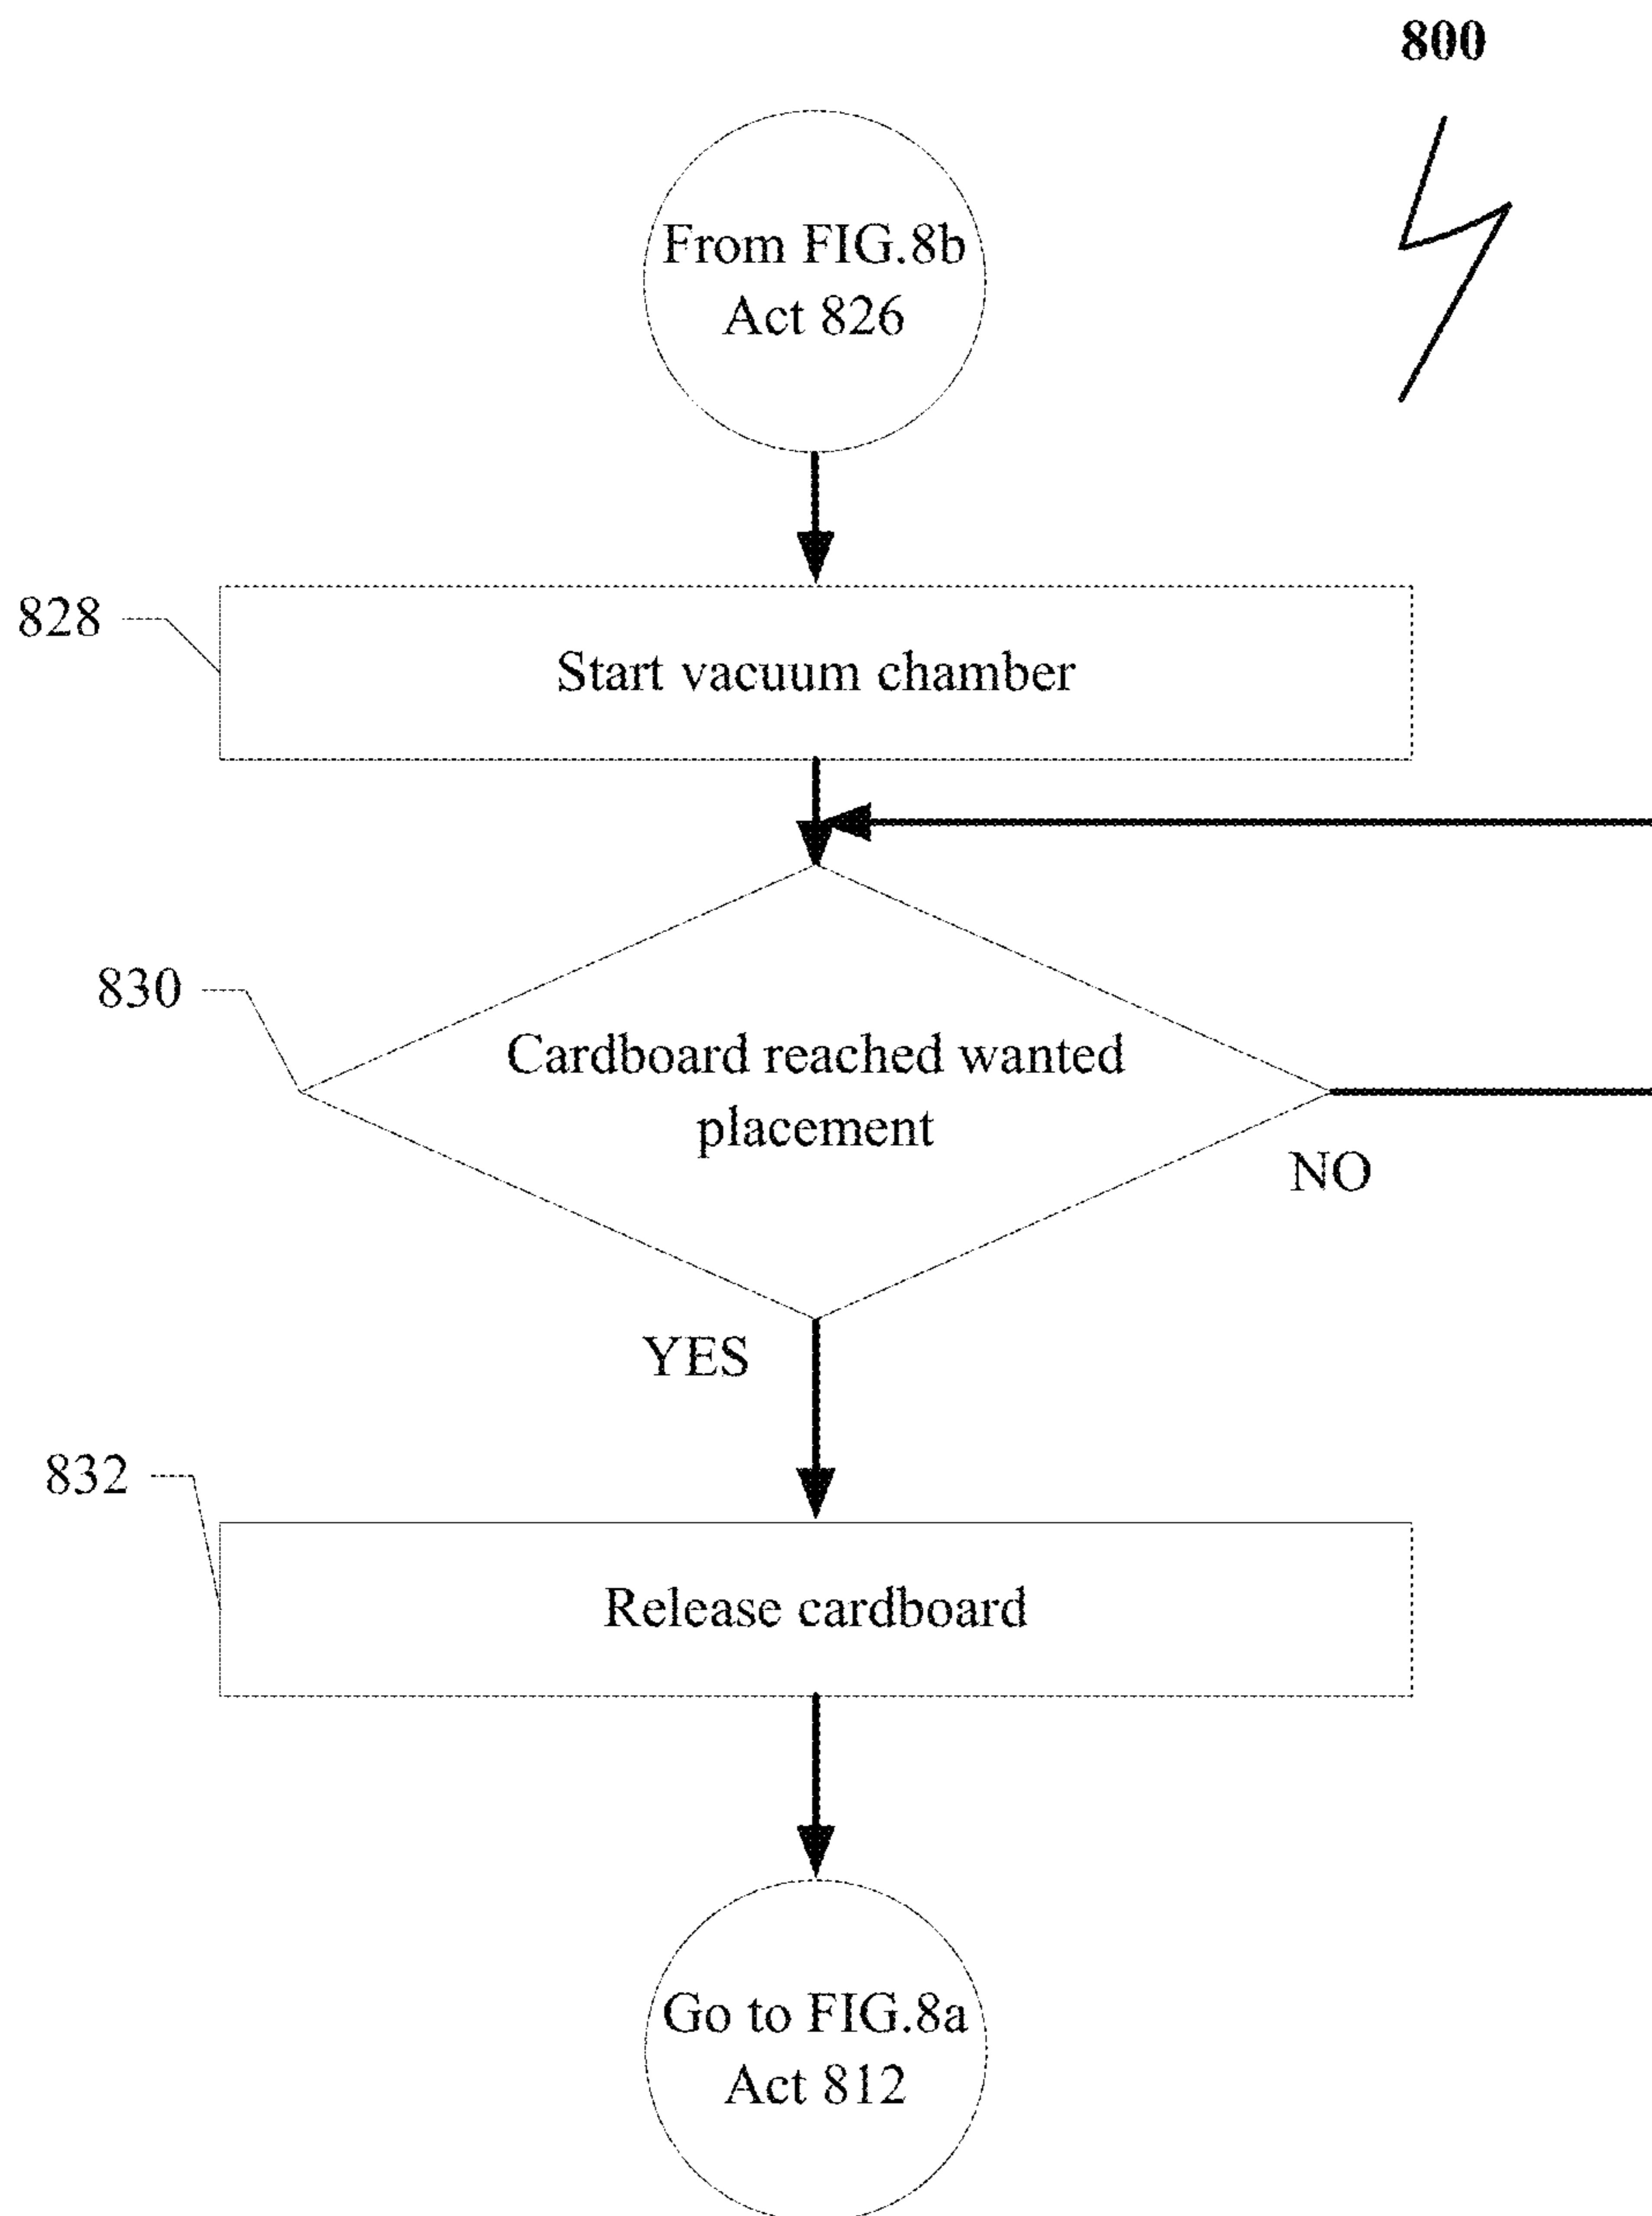 800
From FIG.8b
Act 826
828
Start vacuum chamber
830
Cardboard reached wanted
placement
NO
YES
832
Release cardboard
Go to FIG.8a
Act 812